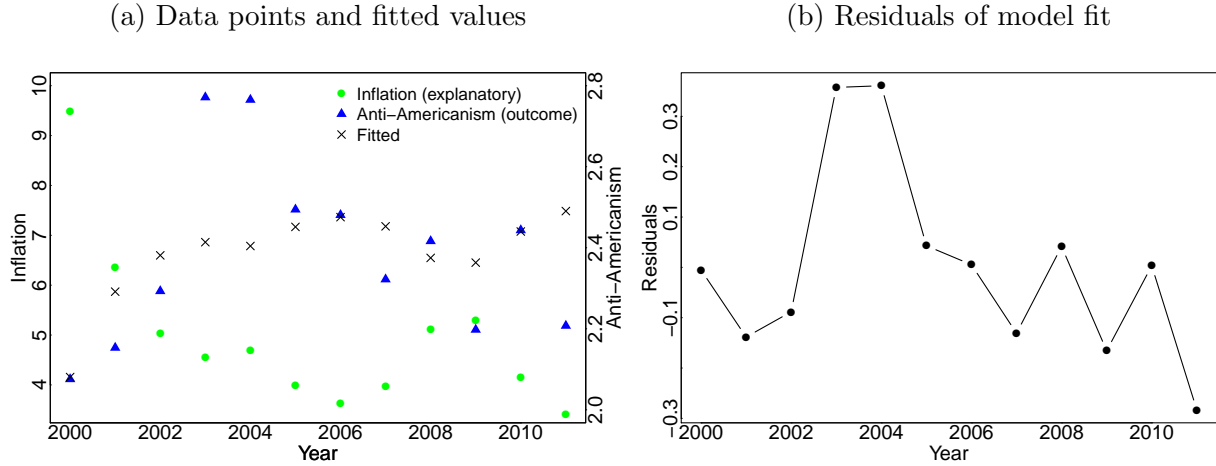 (a) Data points and fitted values
(b) Residuals of model fit
Inflation (explanatory)
Anti−Americanism (outcome)
Fitted
Inflation
10
9
8
7
6
5
4
Anti−Americanism
2.8
2.6
2.4
2.2
2.0
2000 2002 2004 2006 2008 2010
Year
Residuals
0.3
0.2
0.1
−0.1
−0.3
2000 2002 2004 2006 2008 2010
Year